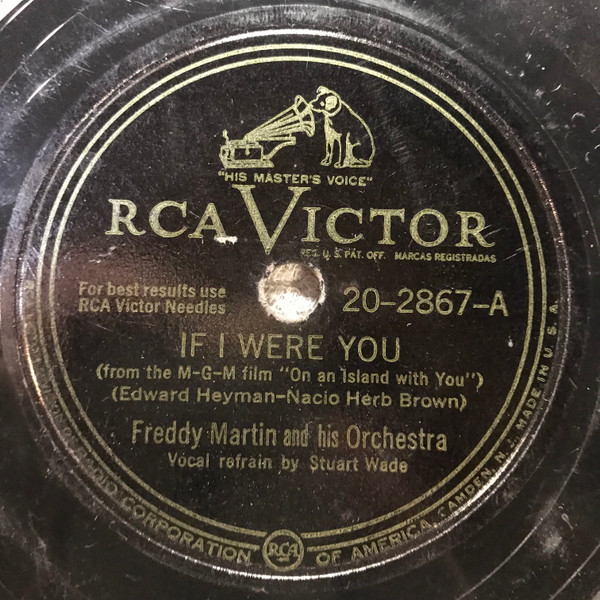 "HIS MASTER'S VOICE"
RCA VICTOR
REG. U. S. PAT. OFF. MARCAS REGISTRADAS
For best results use
RCA Victor Needles
20-2867-A
IF I WERE YOU
(from the M-G-M film "On an Island with You")
(Edward Heyman-Nacio Herb Brown)
Freddy Martin and his Orchestra
Vocal refrain by Stuart Wade
RADIO CORPORATION OF AMERICA, CAMDEN, N. J. MADE IN U. S. A.
RCA